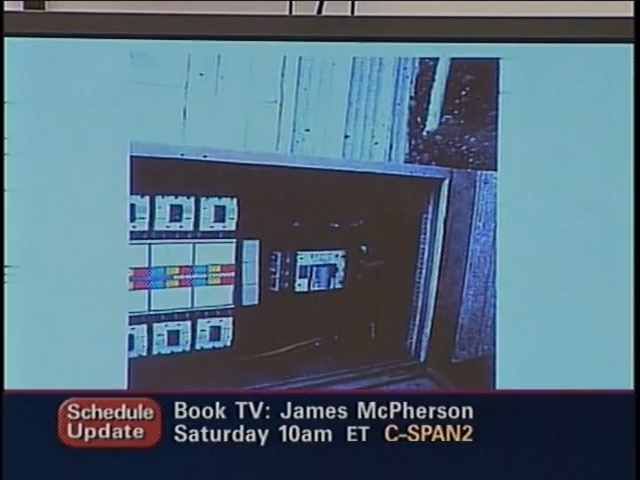 Schedule Update
Book TV: James McPherson
Saturday 10am ET C-SPAN2